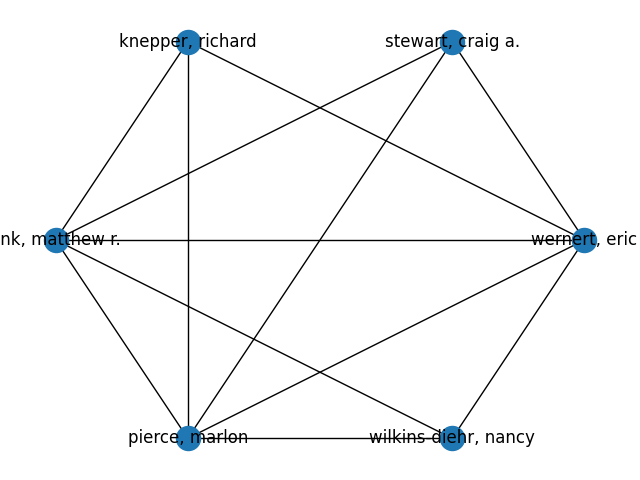 knepper, richard
stewart, craig a.
nk, matthew r.
wernert, eric
pierce, marlon
wilkins-diehr, nancy